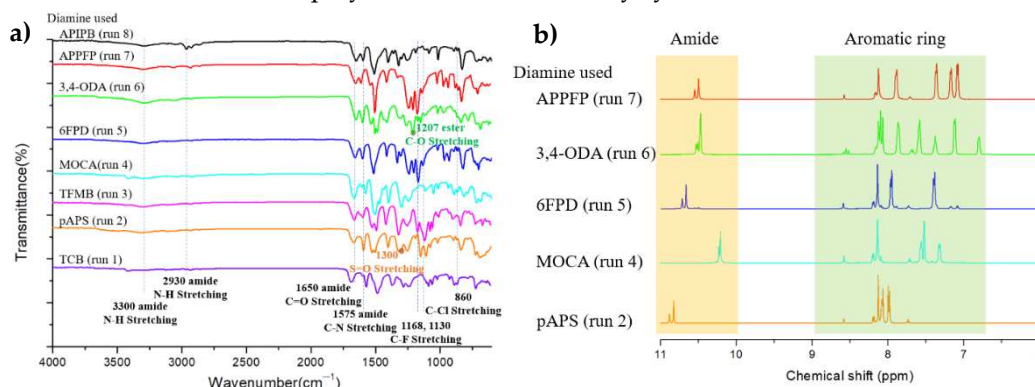 a)
Diamine used
APIPB (run 8)
APPFP (run 7)
3,4-ODA (run 6)
6FPD (run 5)
MOCA (run 4)
TFMB (run 3)
pAPS (run 2)
TCB (run 1)
1207 ester
C-O Stretching
1300
S=O Stretching
3300 amide
N-H Stretching
2930 amide
N-H Stretching
1650 amide
C=O Stretching
1575 amide
C-N Stretching
1168, 1130
C-F Stretching
860
C-Cl Stretching
Transmittance(%)
4000 3500 3000 2500 2000 1500 1000
Wavenumber(cm⁻¹)
b)
Amide
Aromatic ring
Diamine used
APPFP (run 7)
3,4-ODA (run 6)
6FPD (run 5)
MOCA (run 4)
pAPS (run 2)
11 10 9 8 7
Chemical shift (ppm)